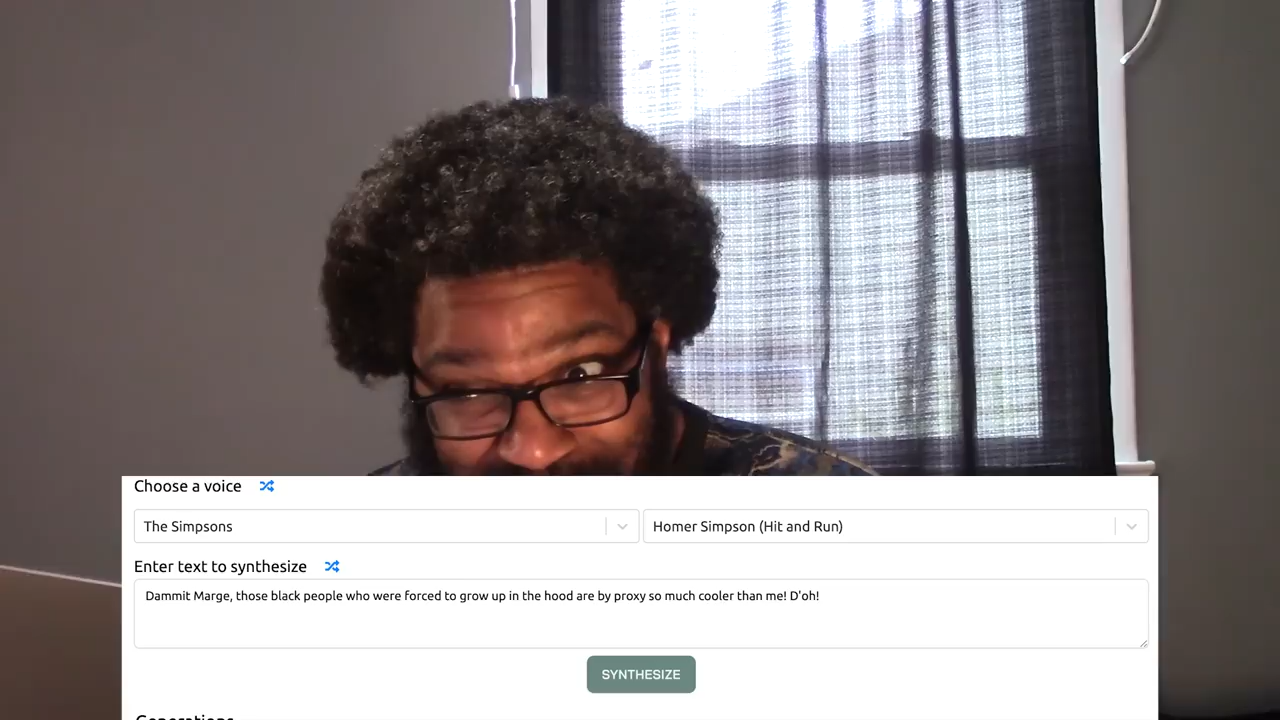 Choose a voice
The Simpsons
Homer Simpson (Hit and Run)
Enter text to synthesize
Dammit Marge, those black people who were forced to grow up in the hood are by proxy so much cooler than me! D'oh!
SYNTHESIZE
Generations